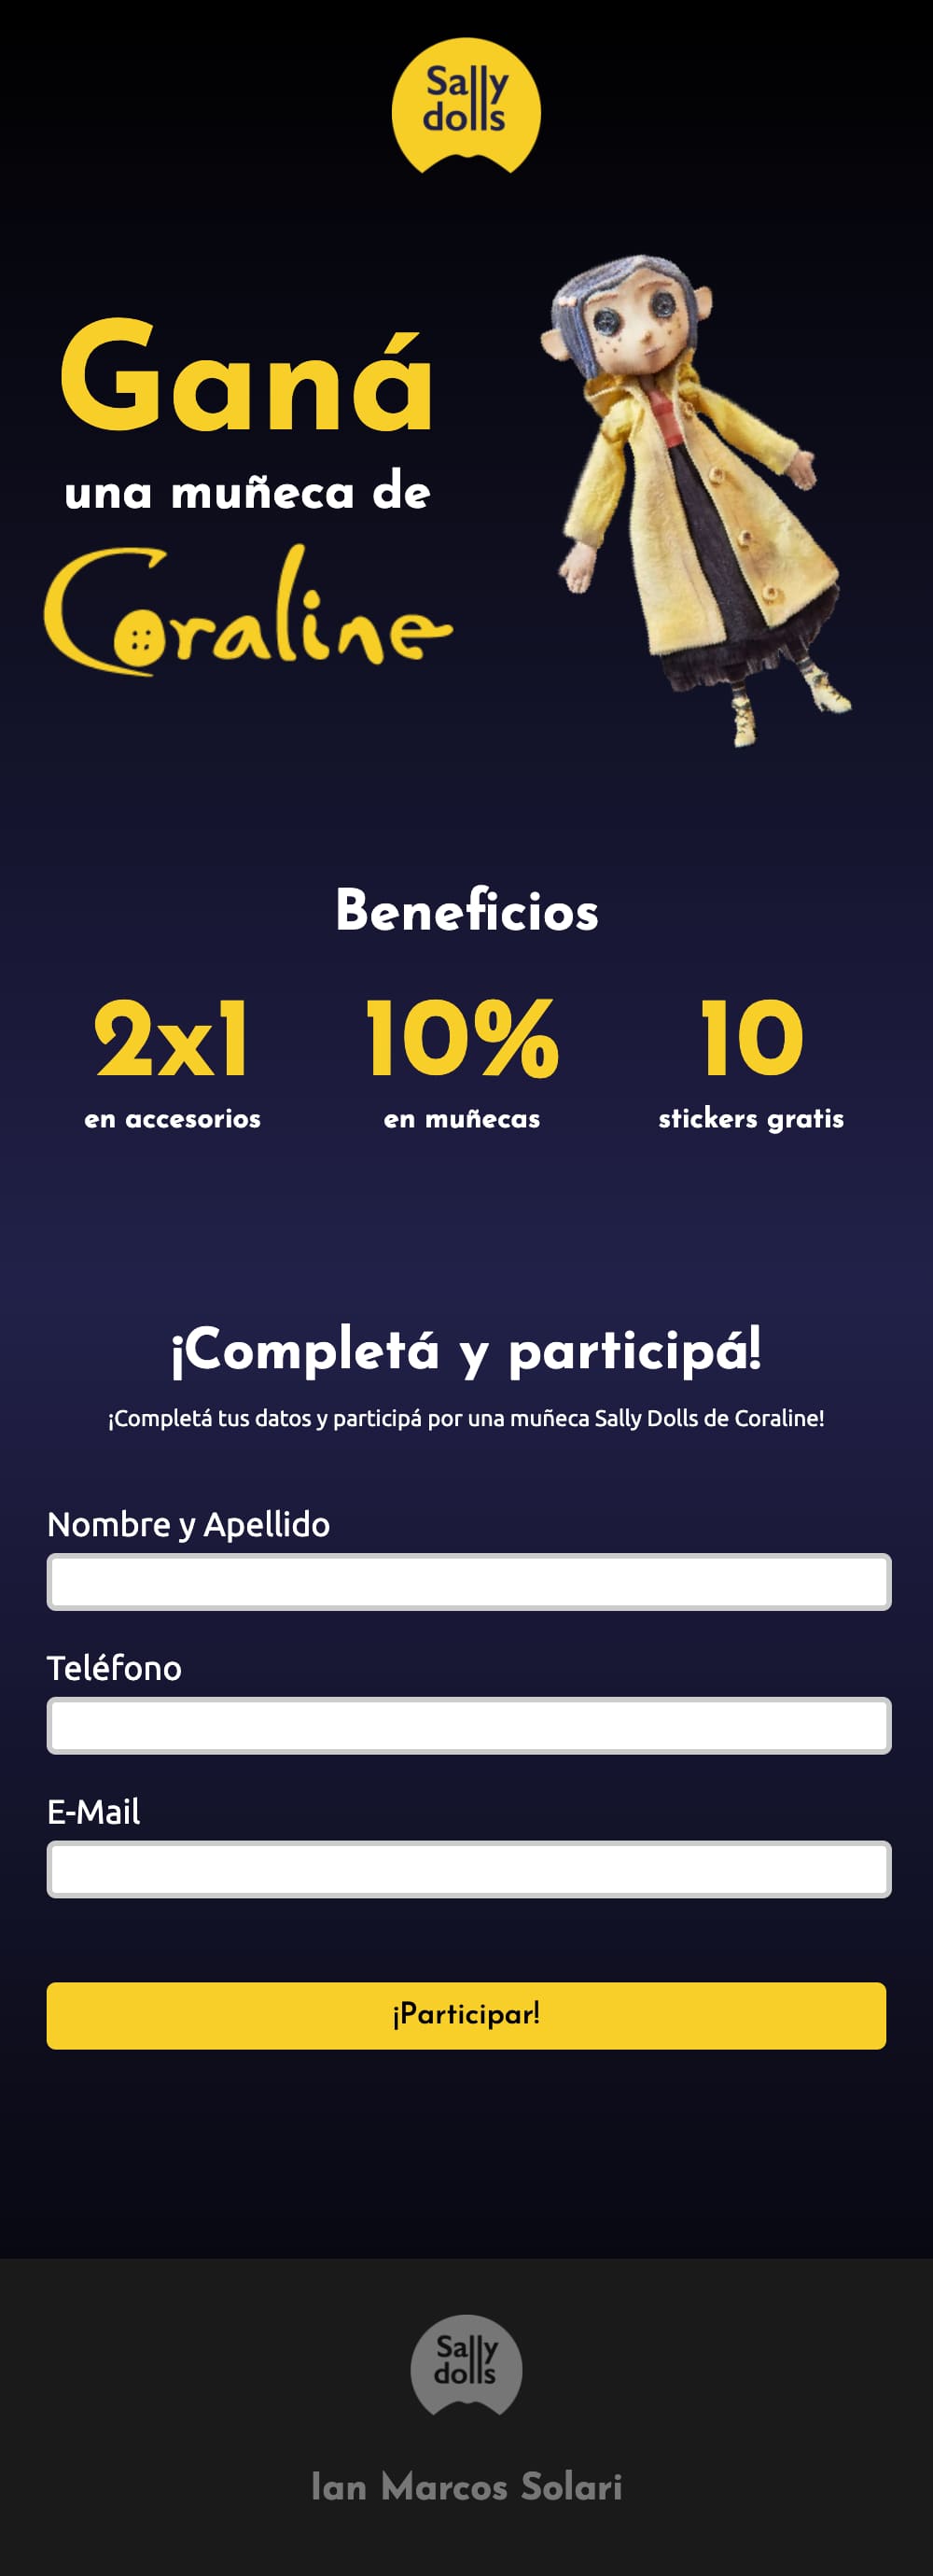 Sally
dolls
Ganá
una muñeca de
Coraline
Beneficios
2x1 10% 10
en accesorios en muñecas stickers gratis
¡Completá y participá!
¡Completá tus datos y participá por una muñeca Sally Dolls de Coraline!
Nombre y Apellido
Teléfono
E-Mail
¡Participar!
Sally
dolls
Ian Marcos Solari